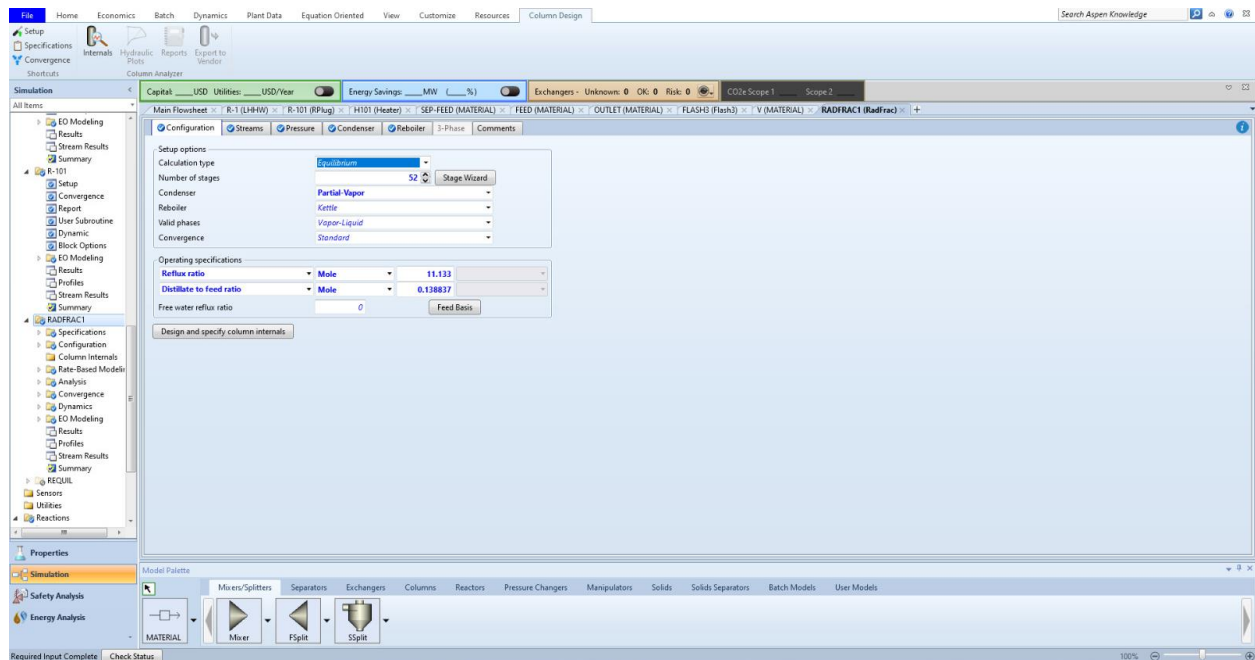 File Home Economics Batch Dynamics Plant Data Equation Oriented View Customize Resources Column Design Search Aspen Knowledge
Setup
Specifications
Convergence
Shortcuts
Internals Hydraulic Plots Reports Export to Vendor
Column Analyzer
Simulation
All Items
Capital: ____USD Utilities: ____USD/Year Energy Savings: ____MW (____%) Exchangers - Unknown: 0 OK: 0 Risk: 0 CO2e Scope 1 ____ Scope 2 ____
Main Flowsheet R-1 (LHHW) R-101 (RPlug) H101 (Heater) SEP-FEED (MATERIAL) FEED (MATERIAL) OUTLET (MATERIAL) FLASH3 (Flash3) V (MATERIAL) RADFRAC1 (RadFrac) +
EO Modeling
Results
Stream Results
Summary
R-101
Setup
Convergence
Report
User Subroutine
Dynamic
Block Options
EO Modeling
Results
Profiles
Stream Results
Summary
RADFRAC1
Specifications
Configuration
Column Internals
Rate-Based Modelin
Analysis
Convergence
Dynamics
EO Modeling
Results
Profiles
Stream Results
Summary
REQUIL
Sensors
Utilities
Reactions
Properties
Simulation
Safety Analysis
Energy Analysis
Configuration Streams Pressure Condenser Reboiler 3-Phase Comments
Setup options
Calculation type Equilibrium
Number of stages 52 Stage Wizard
Condenser Partial-Vapor
Reboiler Kettle
Valid phases Vapor-Liquid
Convergence Standard
Operating specifications
Reflux ratio Mole 11.133
Distillate to feed ratio Mole 0.138837
Free water reflux ratio 0 Feed Basis
Design and specify column internals
Model Palette
Mixers/Splitters Separators Exchangers Columns Reactors Pressure Changers Manipulators Solids Solids Separators Batch Models User Models
MATERIAL Mixer FSplit SSplit
Required Input Complete Check Status 100%